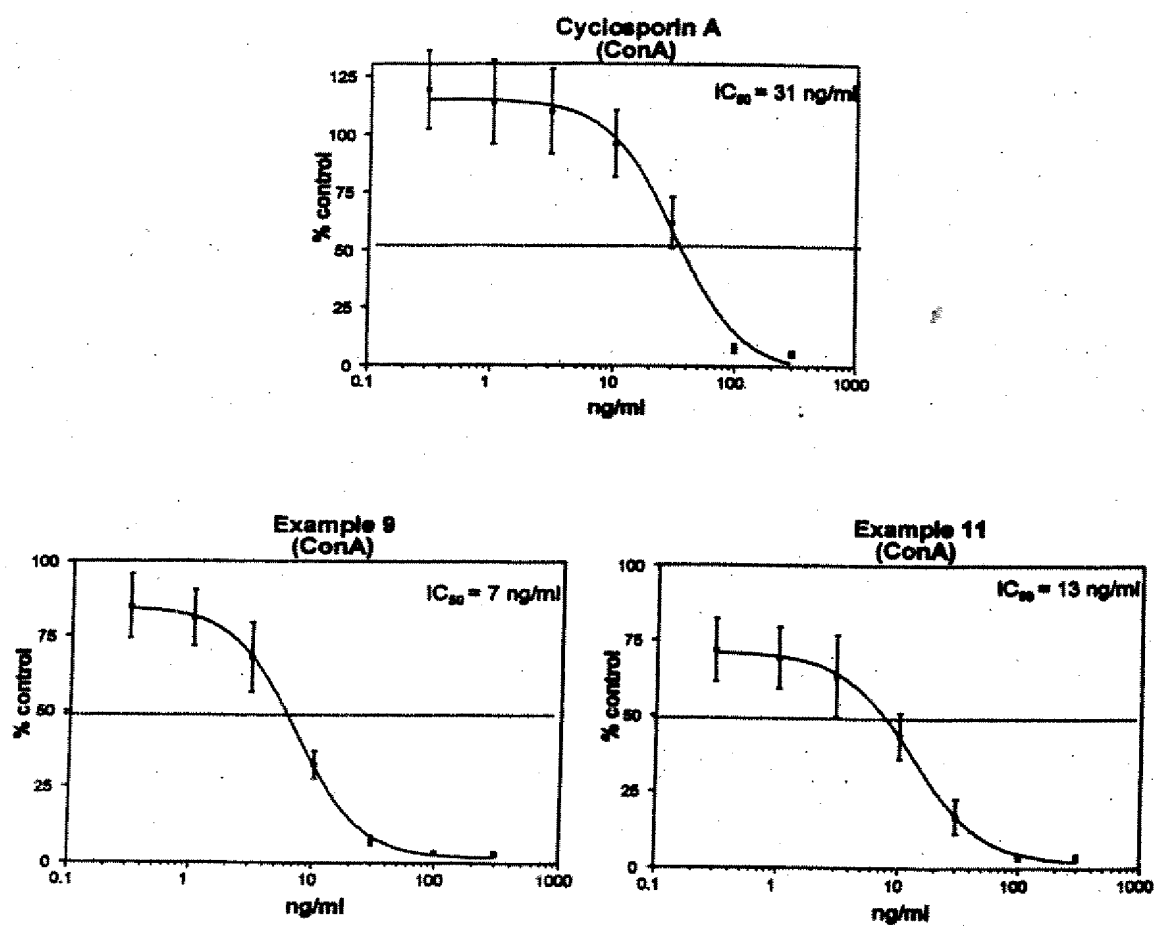 Cyclosporin A
(ConA)
IC50 = 31 ng/ml
125
100
75
50
25
0
% control
0.1
1
10
100.
1000
ng/ml
Example 9
(ConA)
IC50 = 7 ng/ml
100
75
50
25
0
% control
0.1
1
10
100
1000
ng/ml
Example 11
(ConA)
IC50 = 13 ng/ml
100
75
50
25
0
% control
0.1
1
10
100
1000
ng/ml